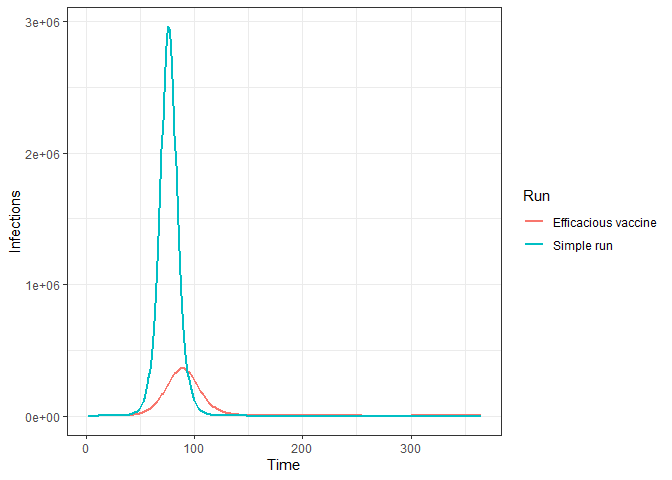 3e+06
2e+06
1e+06
0e+00
Infections
0
100
200
300
Time
Run
Efficacious vaccine
Simple run